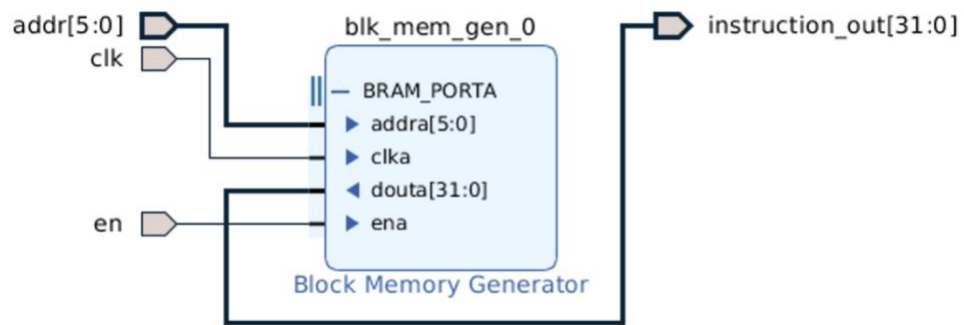 addr[5:0]
clk
en
blk_mem_gen_0
BRAM_PORTA
addra[5:0]
clka
douta[31:0]
ena
Block Memory Generator
instruction_out[31:0]